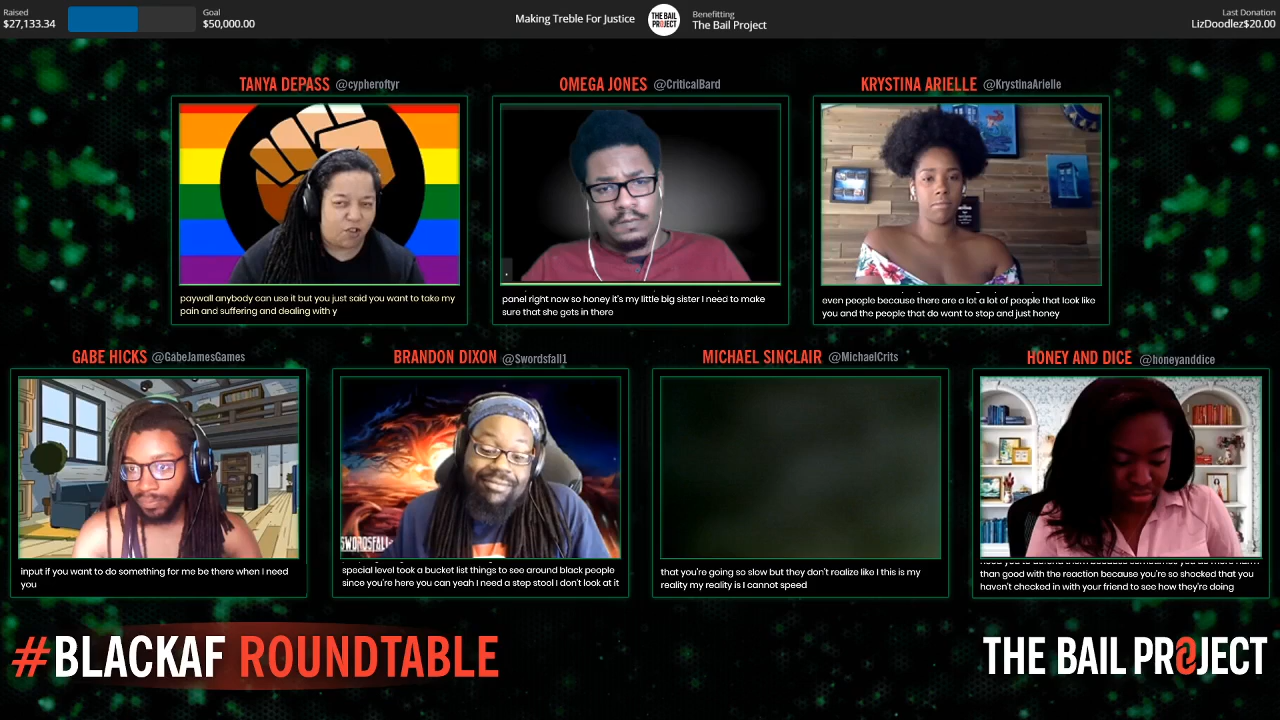 Raised
$27,133.34
Goal
$50,000.00
Making Treble For Justice
THE BAIL
PROJECT
Benefitting
The Bail Project
Last Donation
LizDoodlez$20.00
TANYA DEPASS @cypheroftyr
OMEGA JONES @CriticalBard
KRYSTINA ARIELLE @KrystinaArielle
paywall anybody can use it but you just said you want to take my
pain and suffering and dealing with y
panel right now so honey it's my little big sister I need to make
sure that she gets in there
even people because there are a lot a lot of people that look like
you and the people that do want to stop and just honey
GABE HICKS @GabeJamesGames
BRANDON DIXON @Swordsfall1
MICHAEL SINCLAIR @MichaelCrits
HONEY AND DICE @honeyanddice
SWORDSFALL
input if you want to do something for me be there when I need
you
special level took a bucket list things to see around black people
since you're here you can yeah I need a step stool I don't look at it
that you're going so slow but they don't realize like I this is my
reality my reality is I cannot speed
than good with the reaction because you're so shocked that you
haven't checked in with your friend to see how they're doing
#BLACKAF ROUNDTABLE
THE BAIL PROJECT